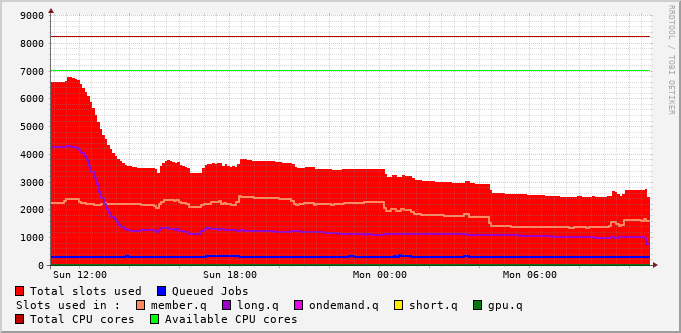 9000
8000
7000
6000
5000
4000
3000
2000
1000
0
Sun 12:00 Sun 18:00 Mon 00:00 Mon 06:00
Total slots used Queued Jobs
Slots used in : member.q long.q ondemand.q short.q gpu.q
Total CPU cores Available CPU cores
RRDTOOL / TOBI OETIKER